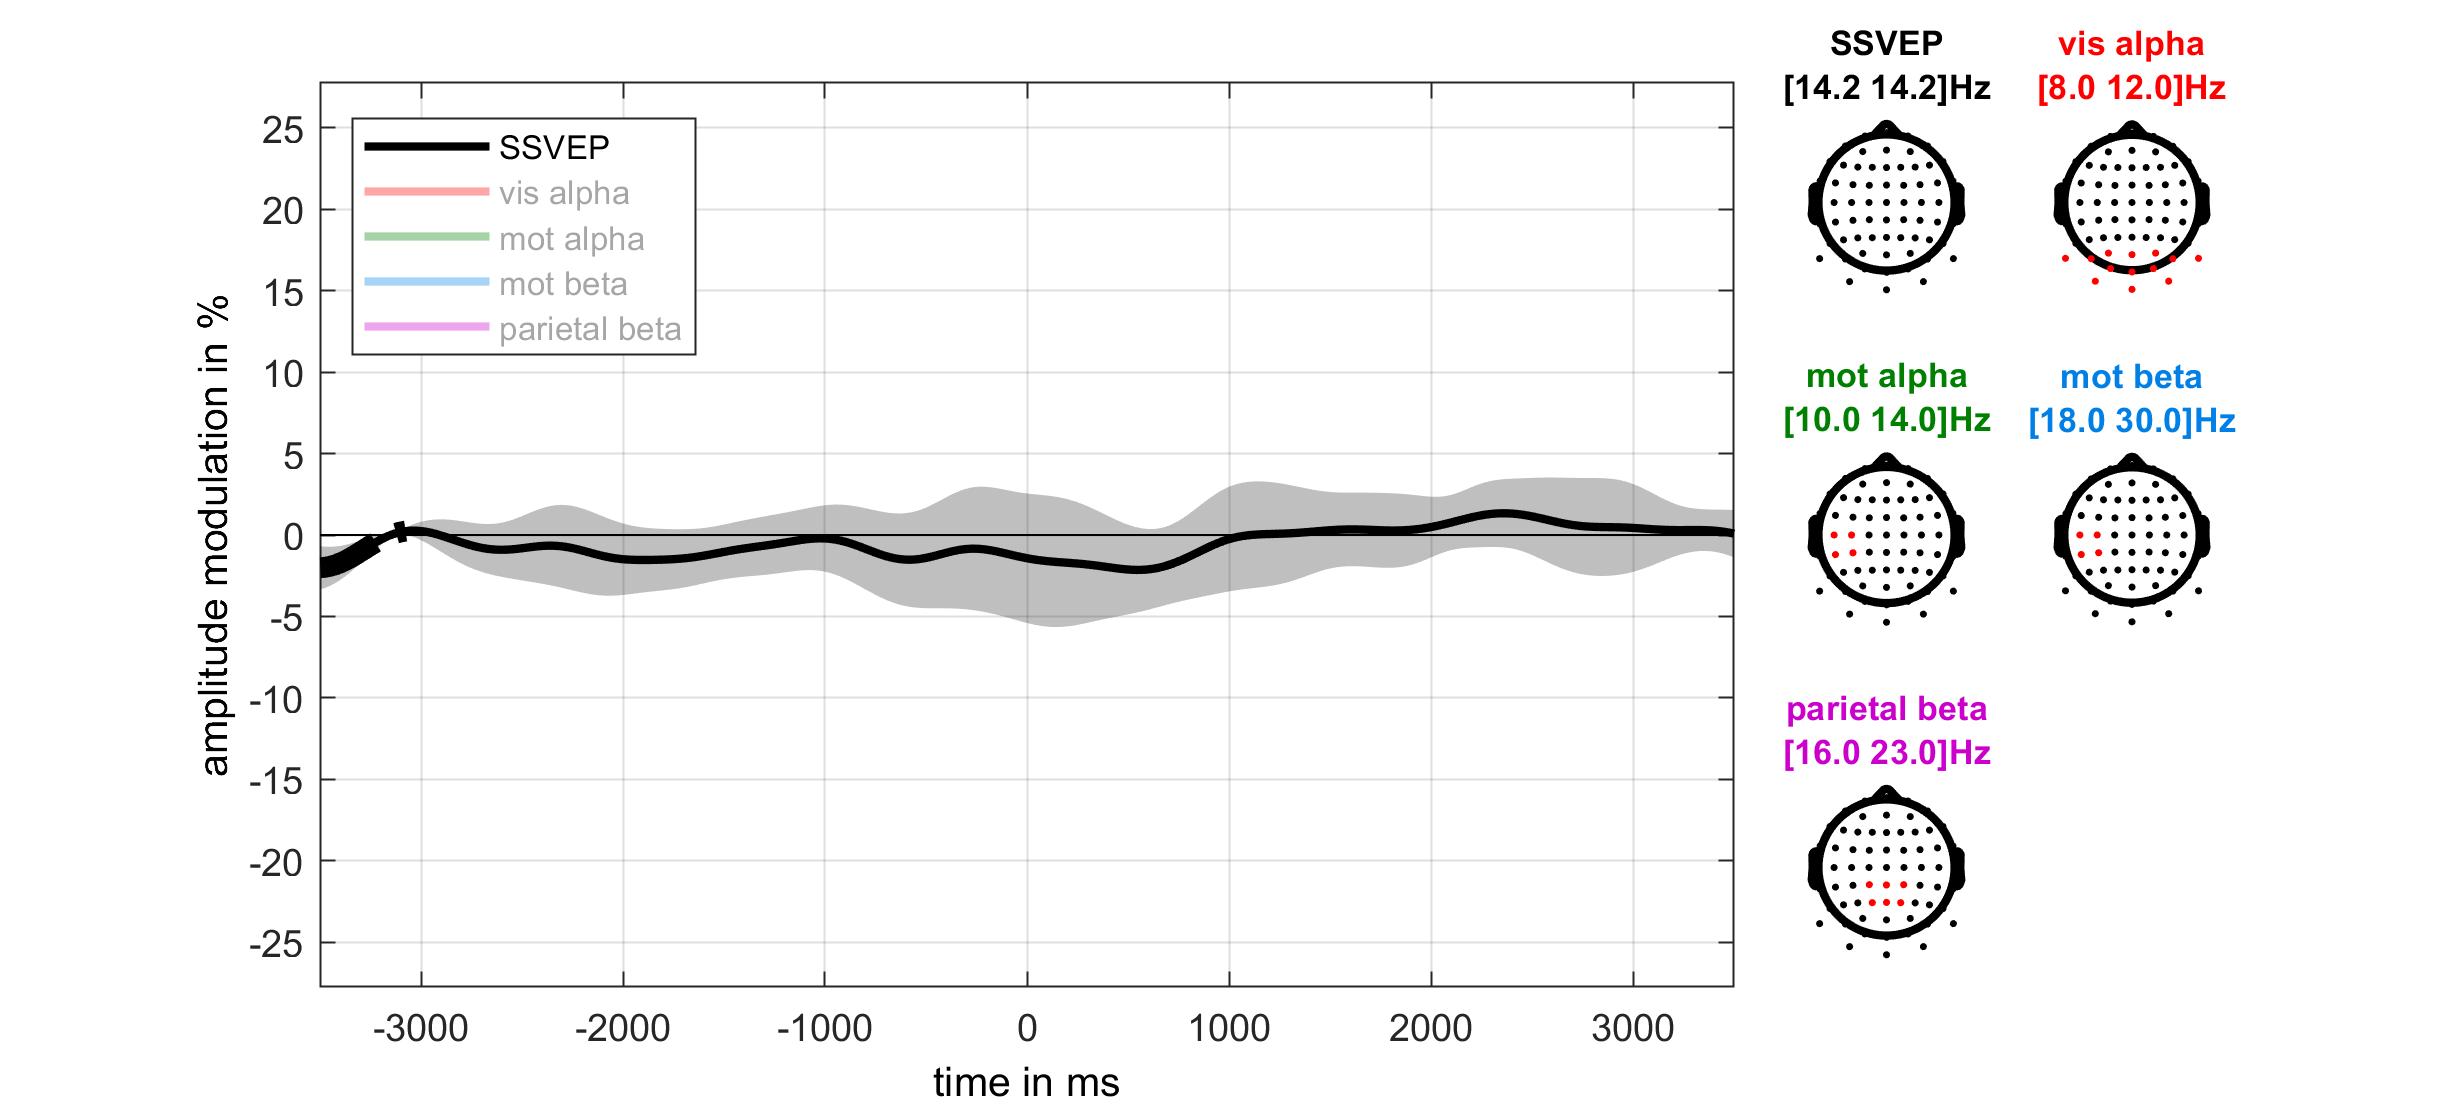 SSVEP
[14.2 14.2]Hz
vis alpha
[8.0 12.0]Hz
SSVEP
vis alpha
mot alpha
mot beta
parietal beta
25
20
15
10
5
0
-5
-10
-15
-20
-25
amplitude modulation in %
-3000
-2000
-1000
0
1000
2000
3000
time in ms
mot alpha
[10.0 14.0]Hz
mot beta
[18.0 30.0]Hz
parietal beta
[16.0 23.0]Hz